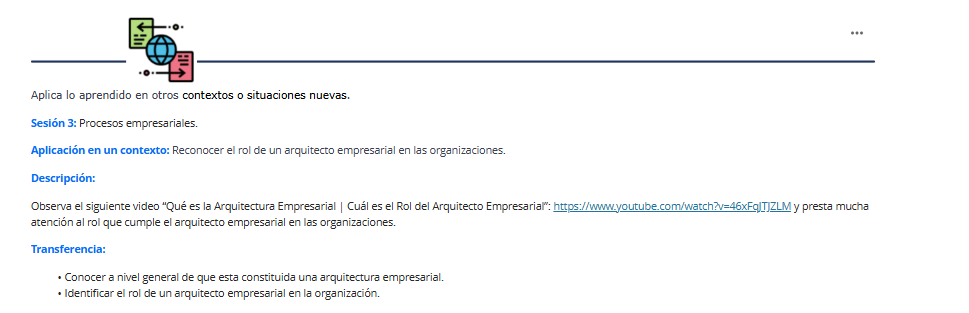 Aplica lo aprendido en otros contextos o situaciones nuevas.
Sesión 3: Procesos empresariales.
Aplicación en un contexto: Reconocer el rol de un arquitecto empresarial en las organizaciones.
Descripción:
Observa el siguiente video “Qué es la Arquitectura Empresarial | Cuál es el Rol del Arquitecto Empresarial”: https://www.youtube.com/watch?v=46xFqJTJZLM y presta mucha
atención al rol que cumple el arquitecto empresarial en las organizaciones.
Transferencia:
• Conocer a nivel general de que esta constituida una arquitectura empresarial.
• Identificar el rol de un arquitecto empresarial en la organización.